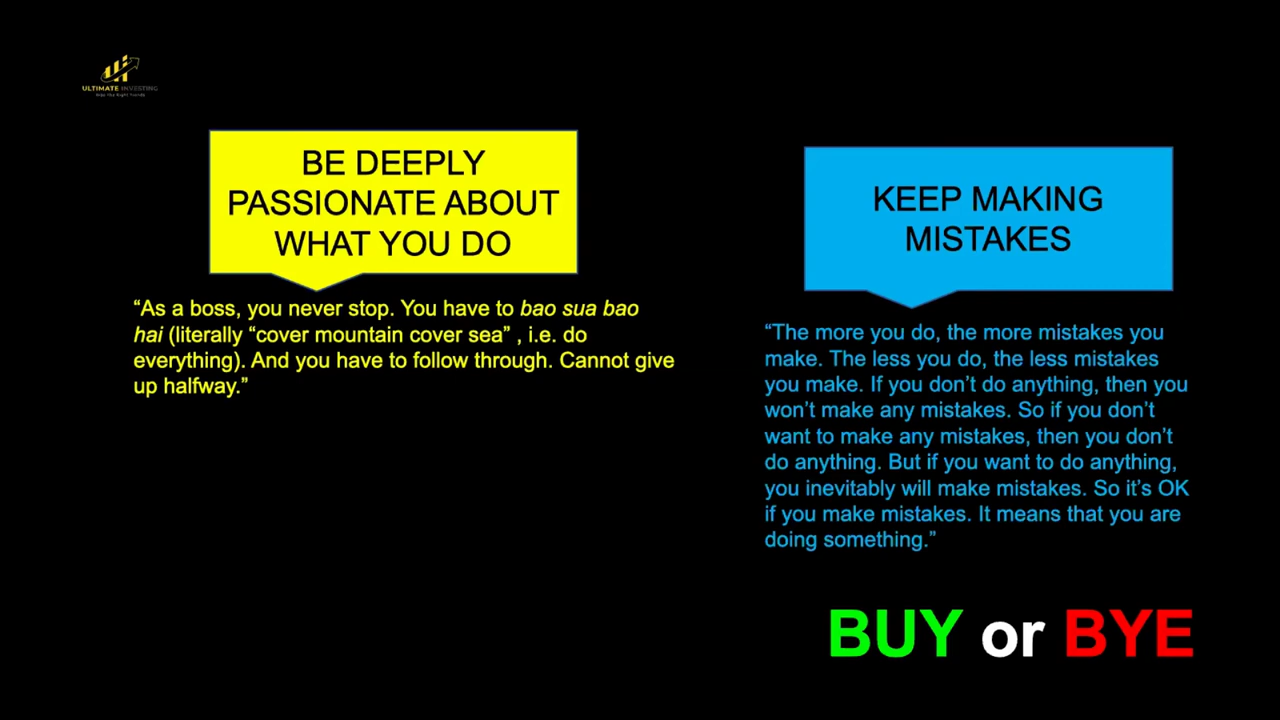 ULTIMATE INVESTING
BE DEEPLY
PASSIONATE ABOUT
WHAT YOU DO
“As a boss, you never stop. You have to bao sua bao
hai (literally “cover mountain cover sea” , i.e. do
everything). And you have to follow through. Cannot give
up halfway.”
KEEP MAKING
MISTAKES
“The more you do, the more mistakes you
make. The less you do, the less mistakes
you make. If you don’t do anything, then you
won’t make any mistakes. So if you don’t
want to make any mistakes, then you don’t
do anything. But if you want to do anything,
you inevitably will make mistakes. So it’s OK
if you make mistakes. It means that you are
doing something.”
BUY or BYE